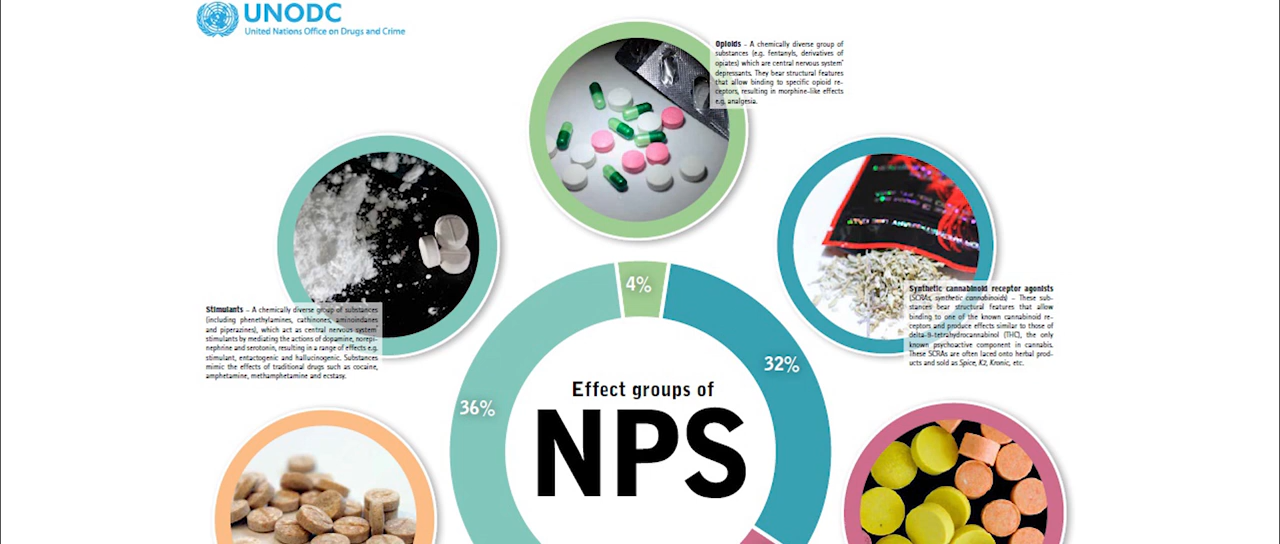 UNODC
United Nations Office on Drugs and Crime
Opioids – A chemically diverse group of
substances (e.g. fentanyls, derivatives of
opiates) which are central nervous system
depressants. They bear structural features
that allow binding to specific opioid re-
ceptors, resulting in morphine-like effects
e.g. analgesia.
Stimulants – A chemically diverse group of substances
(including phenethylamines, cathinones, aminoindanes
and piperazines), which act as central nervous system
stimulants by mediating the actions of dopamine, norepi-
nephrine and serotonin, resulting in a range of effects e.g.
stimulant, entactogenic and hallucinogenic. Substances
mimic the effects of traditional drugs such as cocaine,
amphetamine, methamphetamine and ecstasy.
Synthetic cannabinoid receptor agonists
(SCRAs, synthetic cannabinoids) – These sub-
stances bear structural features that allow
binding to one of the known cannabinoid re-
ceptors and produce effects similar to those of
delta-9-tetrahydrocannabinol (THC), the only
known psychoactive component in cannabis.
These SCRAs are often laced onto herbal prod-
ucts and sold as Spice, K2, Kronic, etc.
4%
32%
36%
Effect groups of
NPS